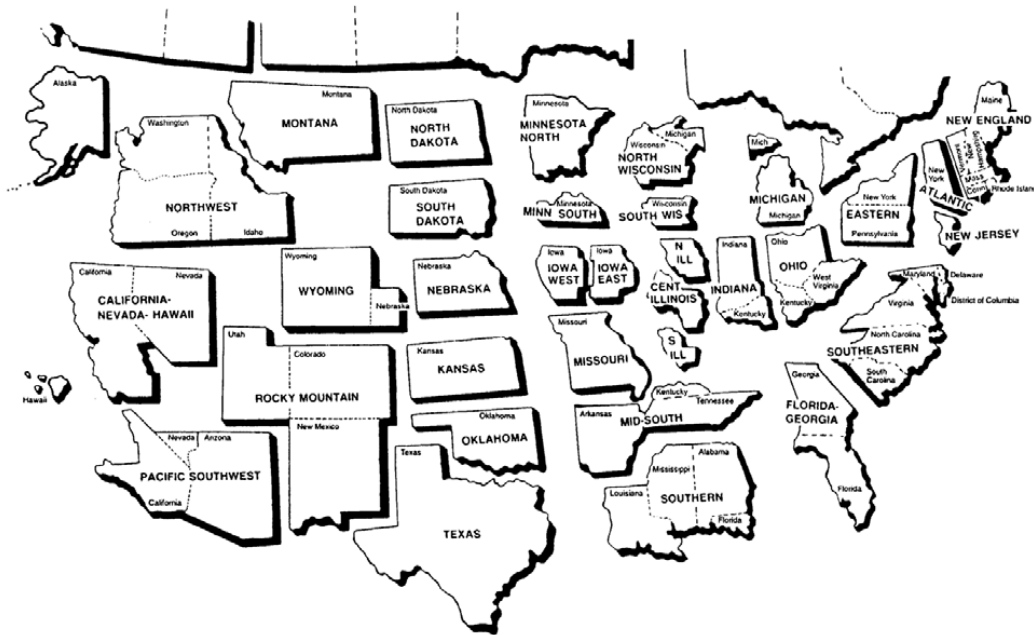 Alaska
Washington
NORTHWEST
Oregon
Idaho
Montana
MONTANA
North Dakota
NORTH
DAKOTA
South Dakota
SOUTH
DAKOTA
Minnesota
MINNESOTA
NORTH
Minnesota
MINN SOUTH
Michigan
Wisconsin
NORTH
WISCONSIN
Wisconsin
SOUTH WIS
Mich
MICHIGAN
Michigan
New York
EASTERN
Pennsylvania
Maine
NEW ENGLAND
New
Hampshire
Vermont
Mass
Conn
Rhode Island
New
York
ATLANTIC
NEW JERSEY
California
Nevada
CALIFORNIA-
NEVADA- HAWAII
Hawaii
Wyoming
WYOMING
Nebraska
Nebraska
NEBRASKA
Iowa
IOWA
WEST
Iowa
IOWA
EAST
N
ILL
CENT
ILLINOIS
S
ILL
Indiana
INDIANA
Kentucky
Ohio
OHIO
West
Virginia
Kentucky
Maryland
Delaware
District of Columbia
Virginia
North Carolina
SOUTHEASTERN
South
Carolina
Utah
Colorado
ROCKY MOUNTAIN
New Mexico
Kansas
KANSAS
Missouri
MISSOURI
Nevada
Arizona
PACIFIC SOUTHWEST
California
Oklahoma
OKLAHOMA
Texas
TEXAS
Arkansas
Kentucky
Tennessee
MID-SOUTH
Louisiana
Mississippi
Alabama
SOUTHERN
Florida
Georgia
FLORIDA-
GEORGIA
Florida